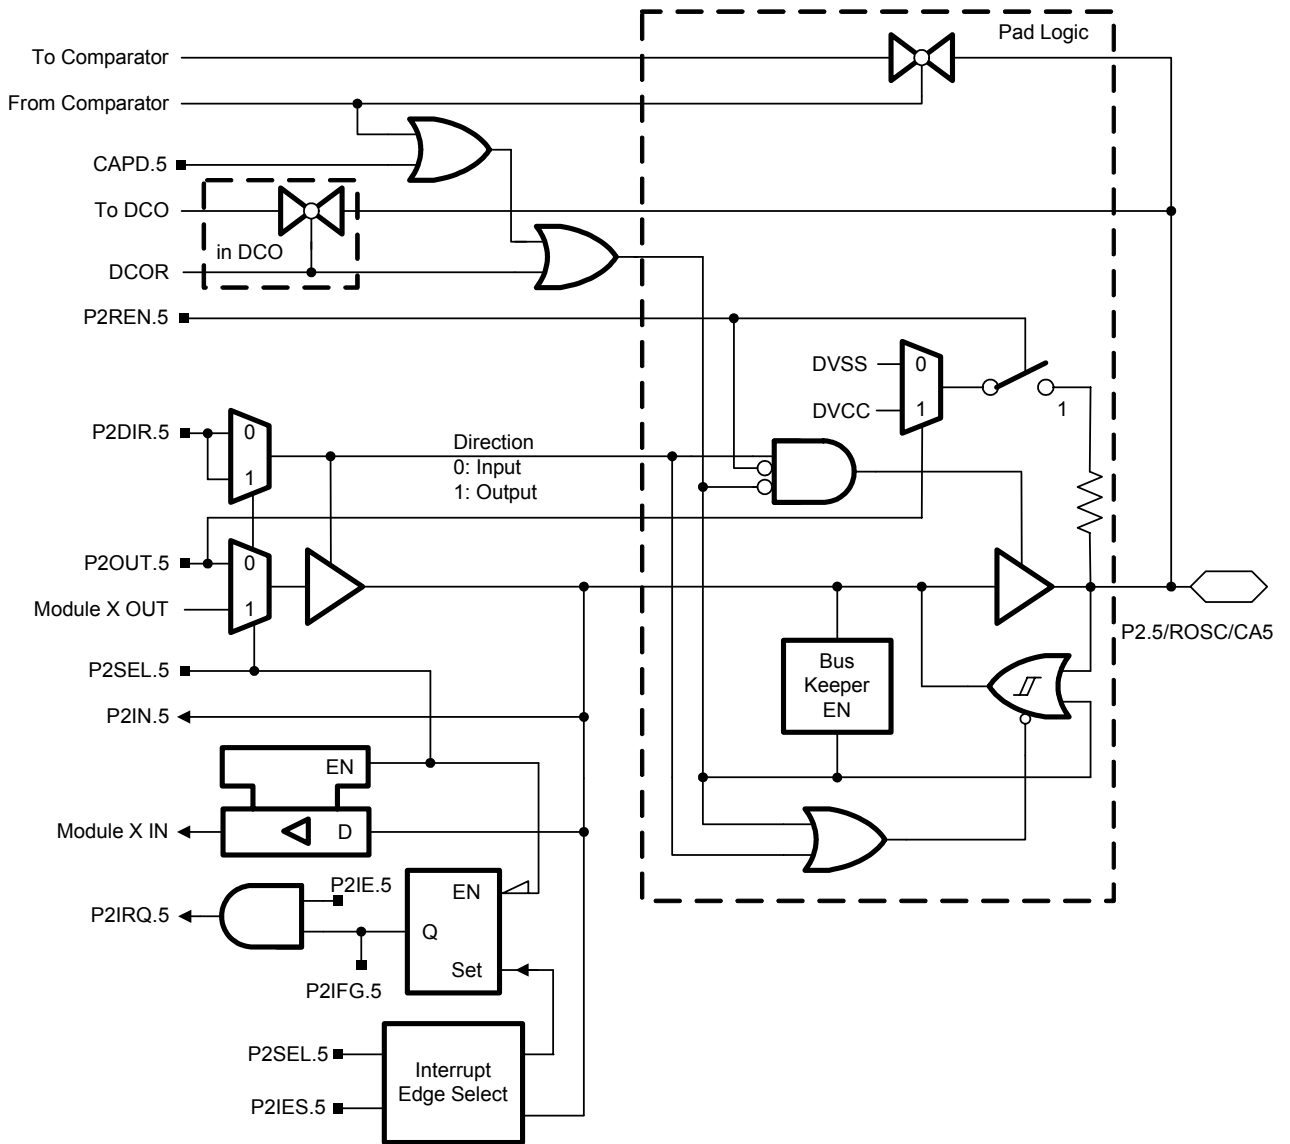 Pad Logic
To Comparator
From Comparator
CAPD.5
To DCO
in DCO
DCOR
P2REN.5
DVSS
0
DVCC
1
1
P2DIR.5
0
1
Direction
0: Input
1: Output
P2OUT.5
0
Module X OUT
1
P2.5/ROSC/CA5
P2SEL.5
Bus
Keeper
EN
P2IN.5
EN
Module X IN
D
P2IE.5
EN
P2IRQ.5
Q
Set
P2IFG.5
P2SEL.5
Interrupt
Edge Select
P2IES.5